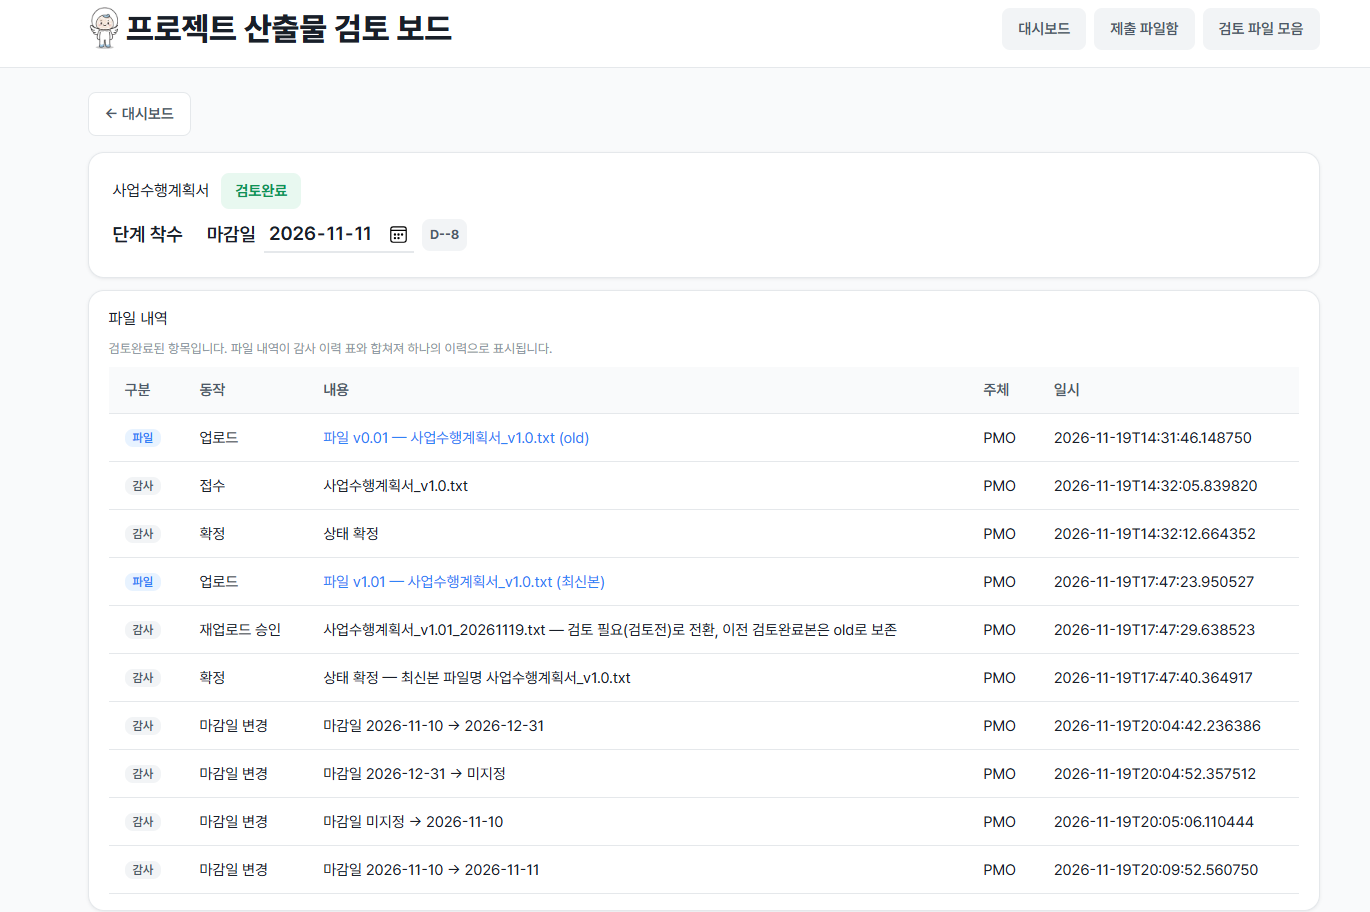 프로젝트 산출물 검토 보드
대시보드
제출 파일함
검토 파일 모음
← 대시보드
사업수행계획서 검토완료
단계 착수 마감일 2026-11-11 D--8
파일 내역
검토완료된 항목입니다. 파일 내역이 감사 이력 표와 합쳐져 하나의 이력으로 표시됩니다.
구분 동작 내용 주체 일시
파일 업로드 파일 v0.01 — 사업수행계획서_v1.0.txt (old) PMO 2026-11-19T14:31:46.148750
감사 접수 사업수행계획서_v1.0.txt PMO 2026-11-19T14:32:05.839820
감사 확정 상태 확정 PMO 2026-11-19T14:32:12.664352
파일 업로드 파일 v1.01 — 사업수행계획서_v1.0.txt (최신본) PMO 2026-11-19T17:47:23.950527
감사 재업로드 승인 사업수행계획서_v1.01_20261119.txt — 검토 필요(검토전)로 전환, 이전 검토완료본은 old로 보존 PMO 2026-11-19T17:47:29.638523
감사 확정 상태 확정 — 최신본 파일명 사업수행계획서_v1.0.txt PMO 2026-11-19T17:47:40.364917
감사 마감일 변경 마감일 2026-11-10 → 2026-12-31 PMO 2026-11-19T20:04:42.236386
감사 마감일 변경 마감일 2026-12-31 → 미지정 PMO 2026-11-19T20:04:52.357512
감사 마감일 변경 마감일 미지정 → 2026-11-10 PMO 2026-11-19T20:05:06.110444
감사 마감일 변경 마감일 2026-11-10 → 2026-11-11 PMO 2026-11-19T20:09:52.560750